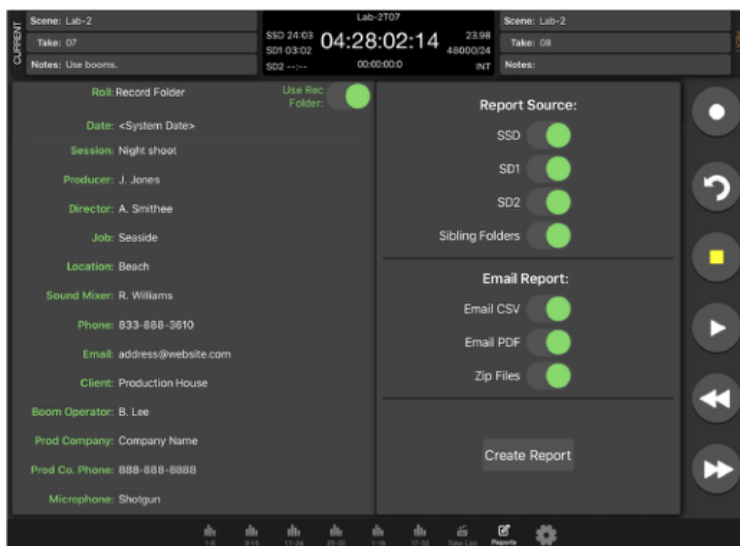 CURRENT
Scene: Lab-2
Take: 07
Notes: Use booms.
Lab-2T07
SSD 24:03
SD1 03:02
SD2 --:--
04:28:02:14
00:00:00:0
23.98
48000/24
INT
Scene: Lab-2
Take: 08
Notes:
NEXT
Roll: Record Folder
Use Rec Folder:
Date: <System Date>
Session: Night shoot
Producer: J. Jones
Director: A. Smithee
Job: Seaside
Location: Beach
Sound Mixer: R. Williams
Phone: 833-888-3610
Email: address@website.com
Client: Production House
Boom Operator: B. Lee
Prod Company: Company Name
Prod Co. Phone: 888-888-8888
Microphone: Shotgun
Report Source:
SSD
SD1
SD2
Sibling Folders
Email Report:
Email CSV
Email PDF
Zip Files
Create Report
1-8
9-16
17-24
25-32
1-16
17-32
Take List
Reports